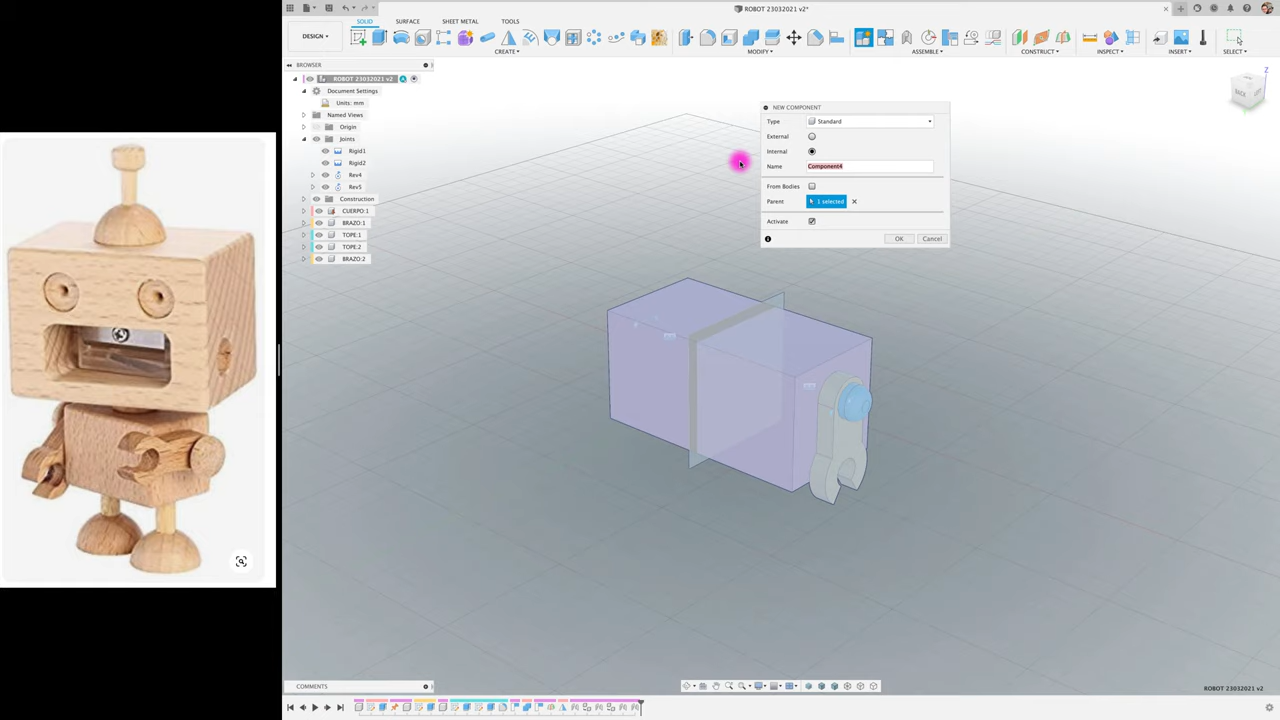 ROBOT 23032021 v2*
SOLID
SURFACE
SHEET METAL
TOOLS
DESIGN
CREATE
MODIFY
ASSEMBLE
CONSTRUCT
INSPECT
INSERT
SELECT
BROWSER
ROBOT 23032021 v2
Document Settings
Units: mm
Named Views
Origin
Joints
Rigid1
Rigid2
Rev4
Rev5
Construction
CUERPO:1
BRAZO:1
TOPE:1
TOPE:2
BRAZO:2
NEW COMPONENT
Type
Standard
External
Internal
Name
Component4
From Bodies
Parent
1 selected
Activate
OK
Cancel
Z
BACK
COMMENTS
ROBOT 23032021 v2